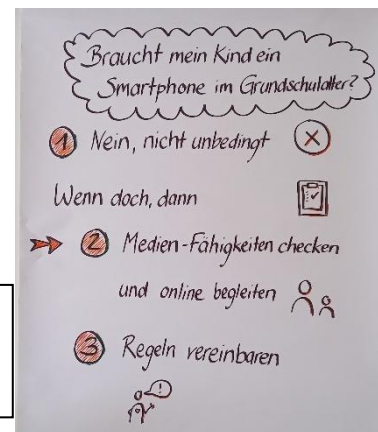 Braucht mein Kind ein
Smartphone im Grundschulalter?
1 Nein, nicht unbedingt
Wenn doch, dann
2 Medien-Fähigkeiten checken
und online begleiten
3 Regeln vereinbaren